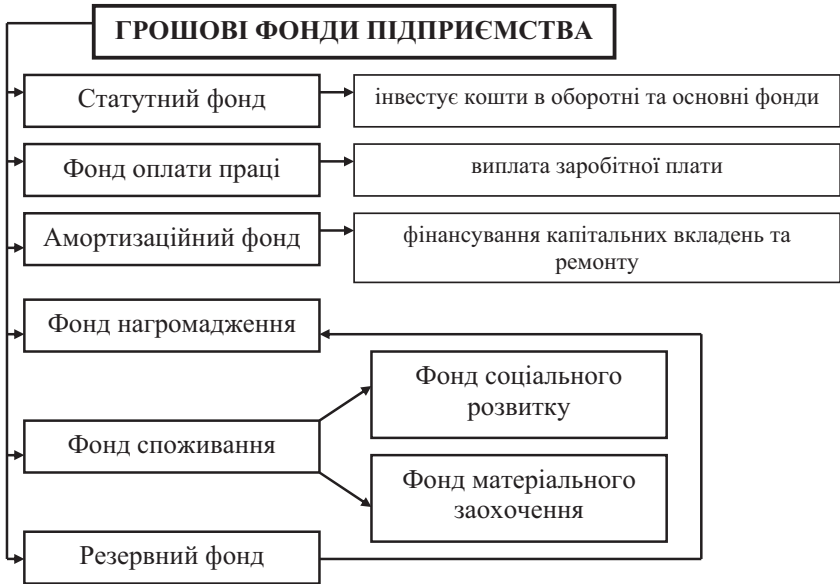 ГРОШОВІ ФОНДИ ПІДПРИЄМСТВА
Статутний фонд
інвестує кошти в оборотні та основні фонди
Фонд оплати праці
виплата заробітної плати
Амортизаційний фонд
фінансування капітальних вкладень та
ремонту
Фонд нагромадження
Фонд соціального
розвитку
Фонд споживання
Фонд матеріального
заохочення
Резервний фонд